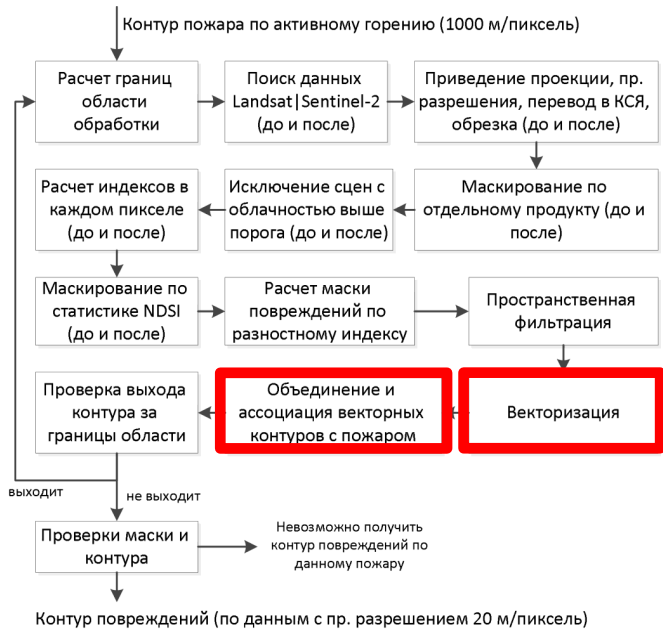 Контур пожара по активному горению (1000 м/пиксель)
Расчет границ
области
обработки
Поиск данных
Landsat|Sentinel-2
(до и после)
Приведение проекции, пр.
разрешения, перевод в КСЯ,
обрезка (до и после)
Расчет индексов в
каждом пикселе
(до и после)
Исключение сцен с
облачностью выше
порога (до и после)
Маскирование по
отдельному продукту (до и
после)
Маскирование по
статистике NDSI
(до и после)
Расчет маски
повреждений по
разностному индексу
Пространственная
фильтрация
Проверка выхода
контура за
границы области
Объединение и
ассоциация векторных
контуров с пожаром
Векторизация
выходит
не выходит
Проверки маски и
контура
Невозможно получить
контур повреждений по
данному пожару
Контур повреждений (по данным с пр. разрешением 20 м/пиксель)